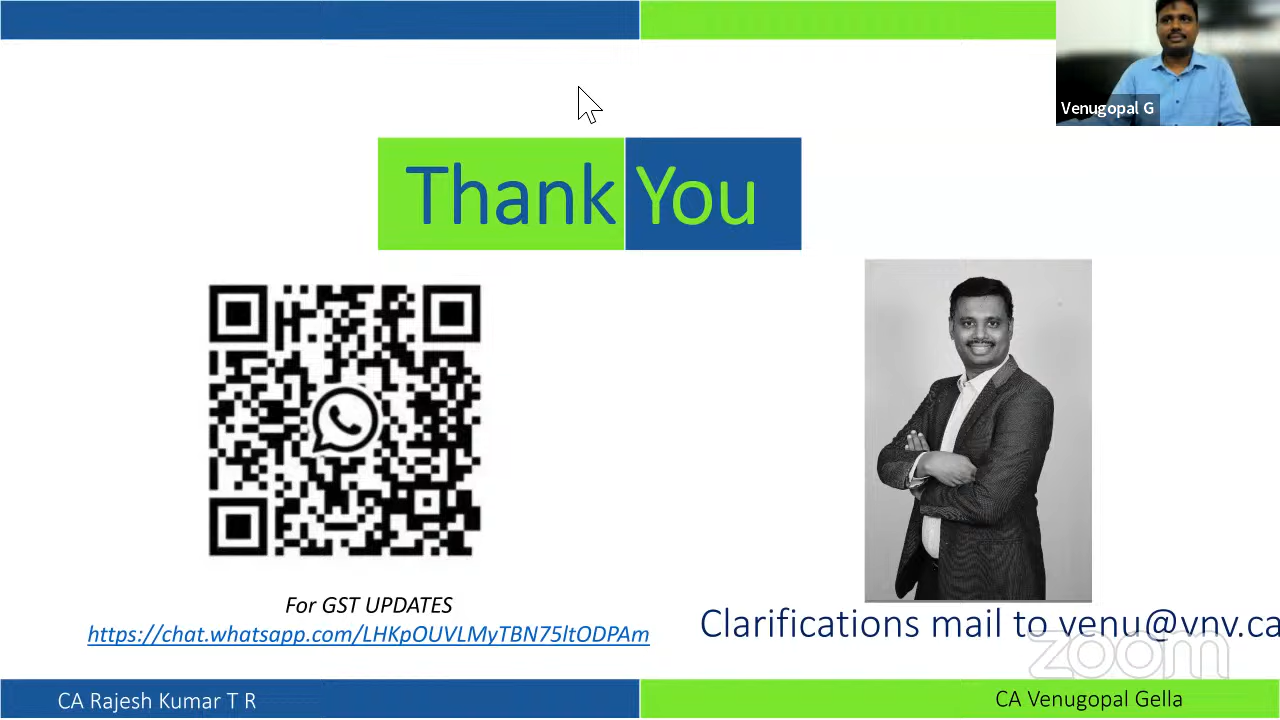 Venugopal G
Thank You
For GST UPDATES
https://chat.whatsapp.com/LHKpOUVLMyTBN75ltODPAm
Clarifications mail to venu@vnv.ca
zoom
CA Rajesh Kumar T R
CA Venugopal Gella